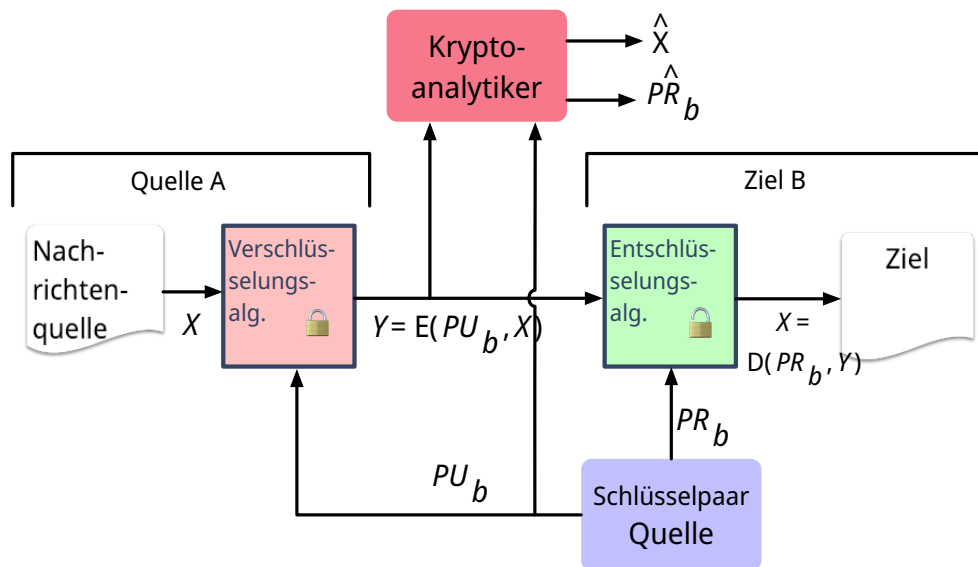 Krypto-
analytiker
X̂
PR̂b
Quelle A
Ziel B
Nach-
richten-
quelle
X
Verschlüs-
selungs-
alg.
Y = E(PUb, X)
Entschlüs-
selungs-
alg.
X =
D(PRb, Y)
Ziel
PRb
PUb
Schlüsselpaar
Quelle